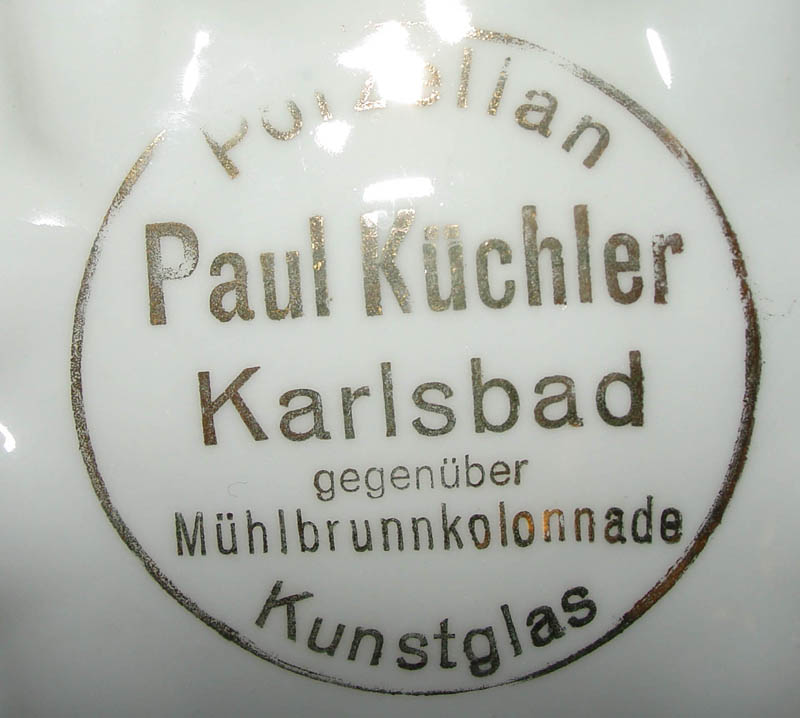 Porzellan
Paul Küchler
Karlsbad
gegenüber
Mühlbrunnkolonnade
Kunstglas